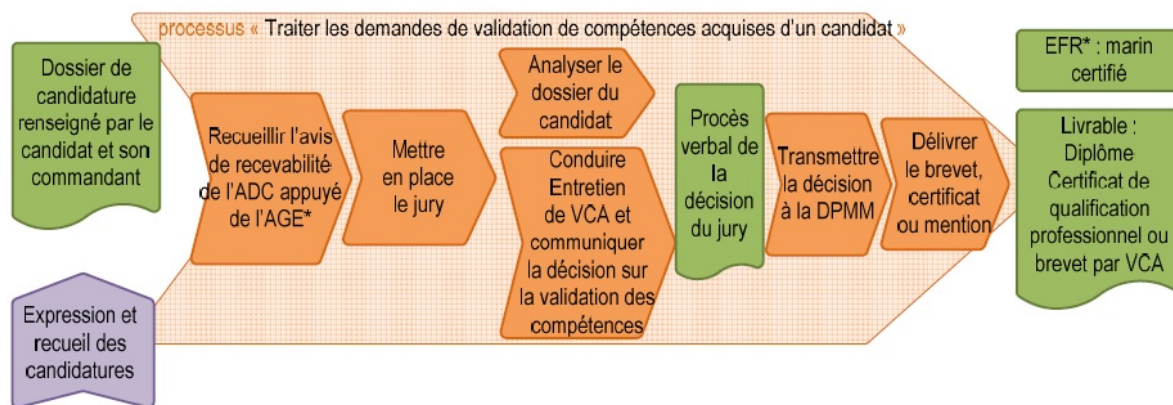 processus « Traiter les demandes de validation de compétences acquises d'un candidat »
Dossier de
candidature
renseigné par le
candidat et son
commandant
Expression et
recueil des
candidatures
Recueillir l'avis
de recevabilité
de l'ADC appuyé
de l'AGE*
Mettre
en place
le jury
Analyser le
dossier du
candidat
Conduire
Entretien
de VCA et
communiquer
la décision sur
la validation des
compétences
Procès
verbal de
la
décision
du jury
Transmettre
la décision
à la DPMM
Délivrer
le brevet,
certificat
ou mention
EFR* : marin
certifié
Livrable :
Diplôme
Certificat de
qualification
professionnel ou
brevet par VCA